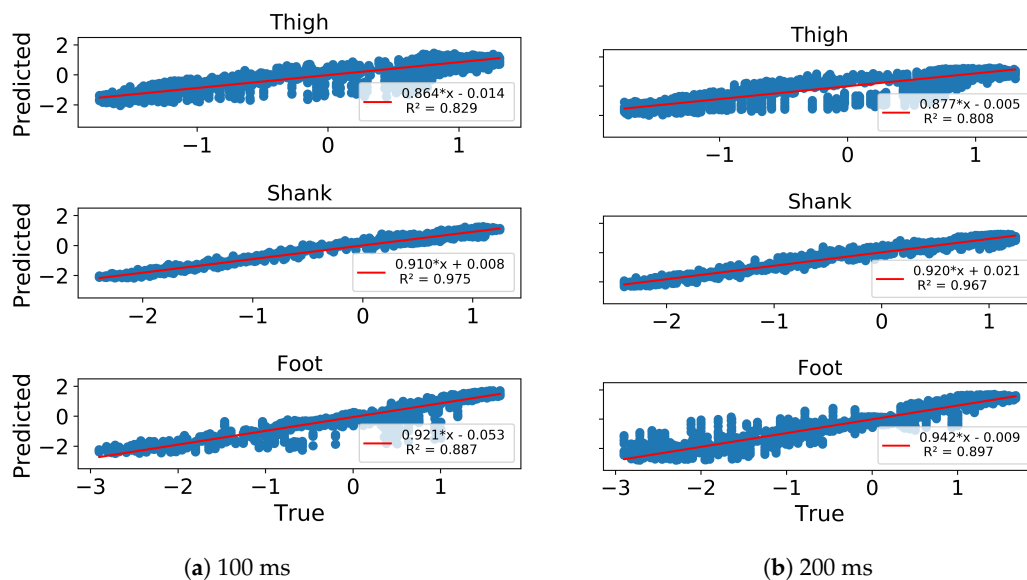 Thigh
Predicted
2
0
−2
0.864*x - 0.014
R² = 0.829
−1
0
1
Shank
2
0
−2
0.910*x + 0.008
R² = 0.975
−2
−1
0
1
Foot
Predicted
2
0
−2
0.921*x - 0.053
R² = 0.887
−3
−2
−1
0
1
True
(a) 100 ms
Thigh
0.877*x - 0.005
R² = 0.808
−1
0
1
Shank
0.920*x + 0.021
R² = 0.967
−2
−1
0
1
Foot
0.942*x - 0.009
R² = 0.897
−3
−2
−1
0
1
True
(b) 200 ms